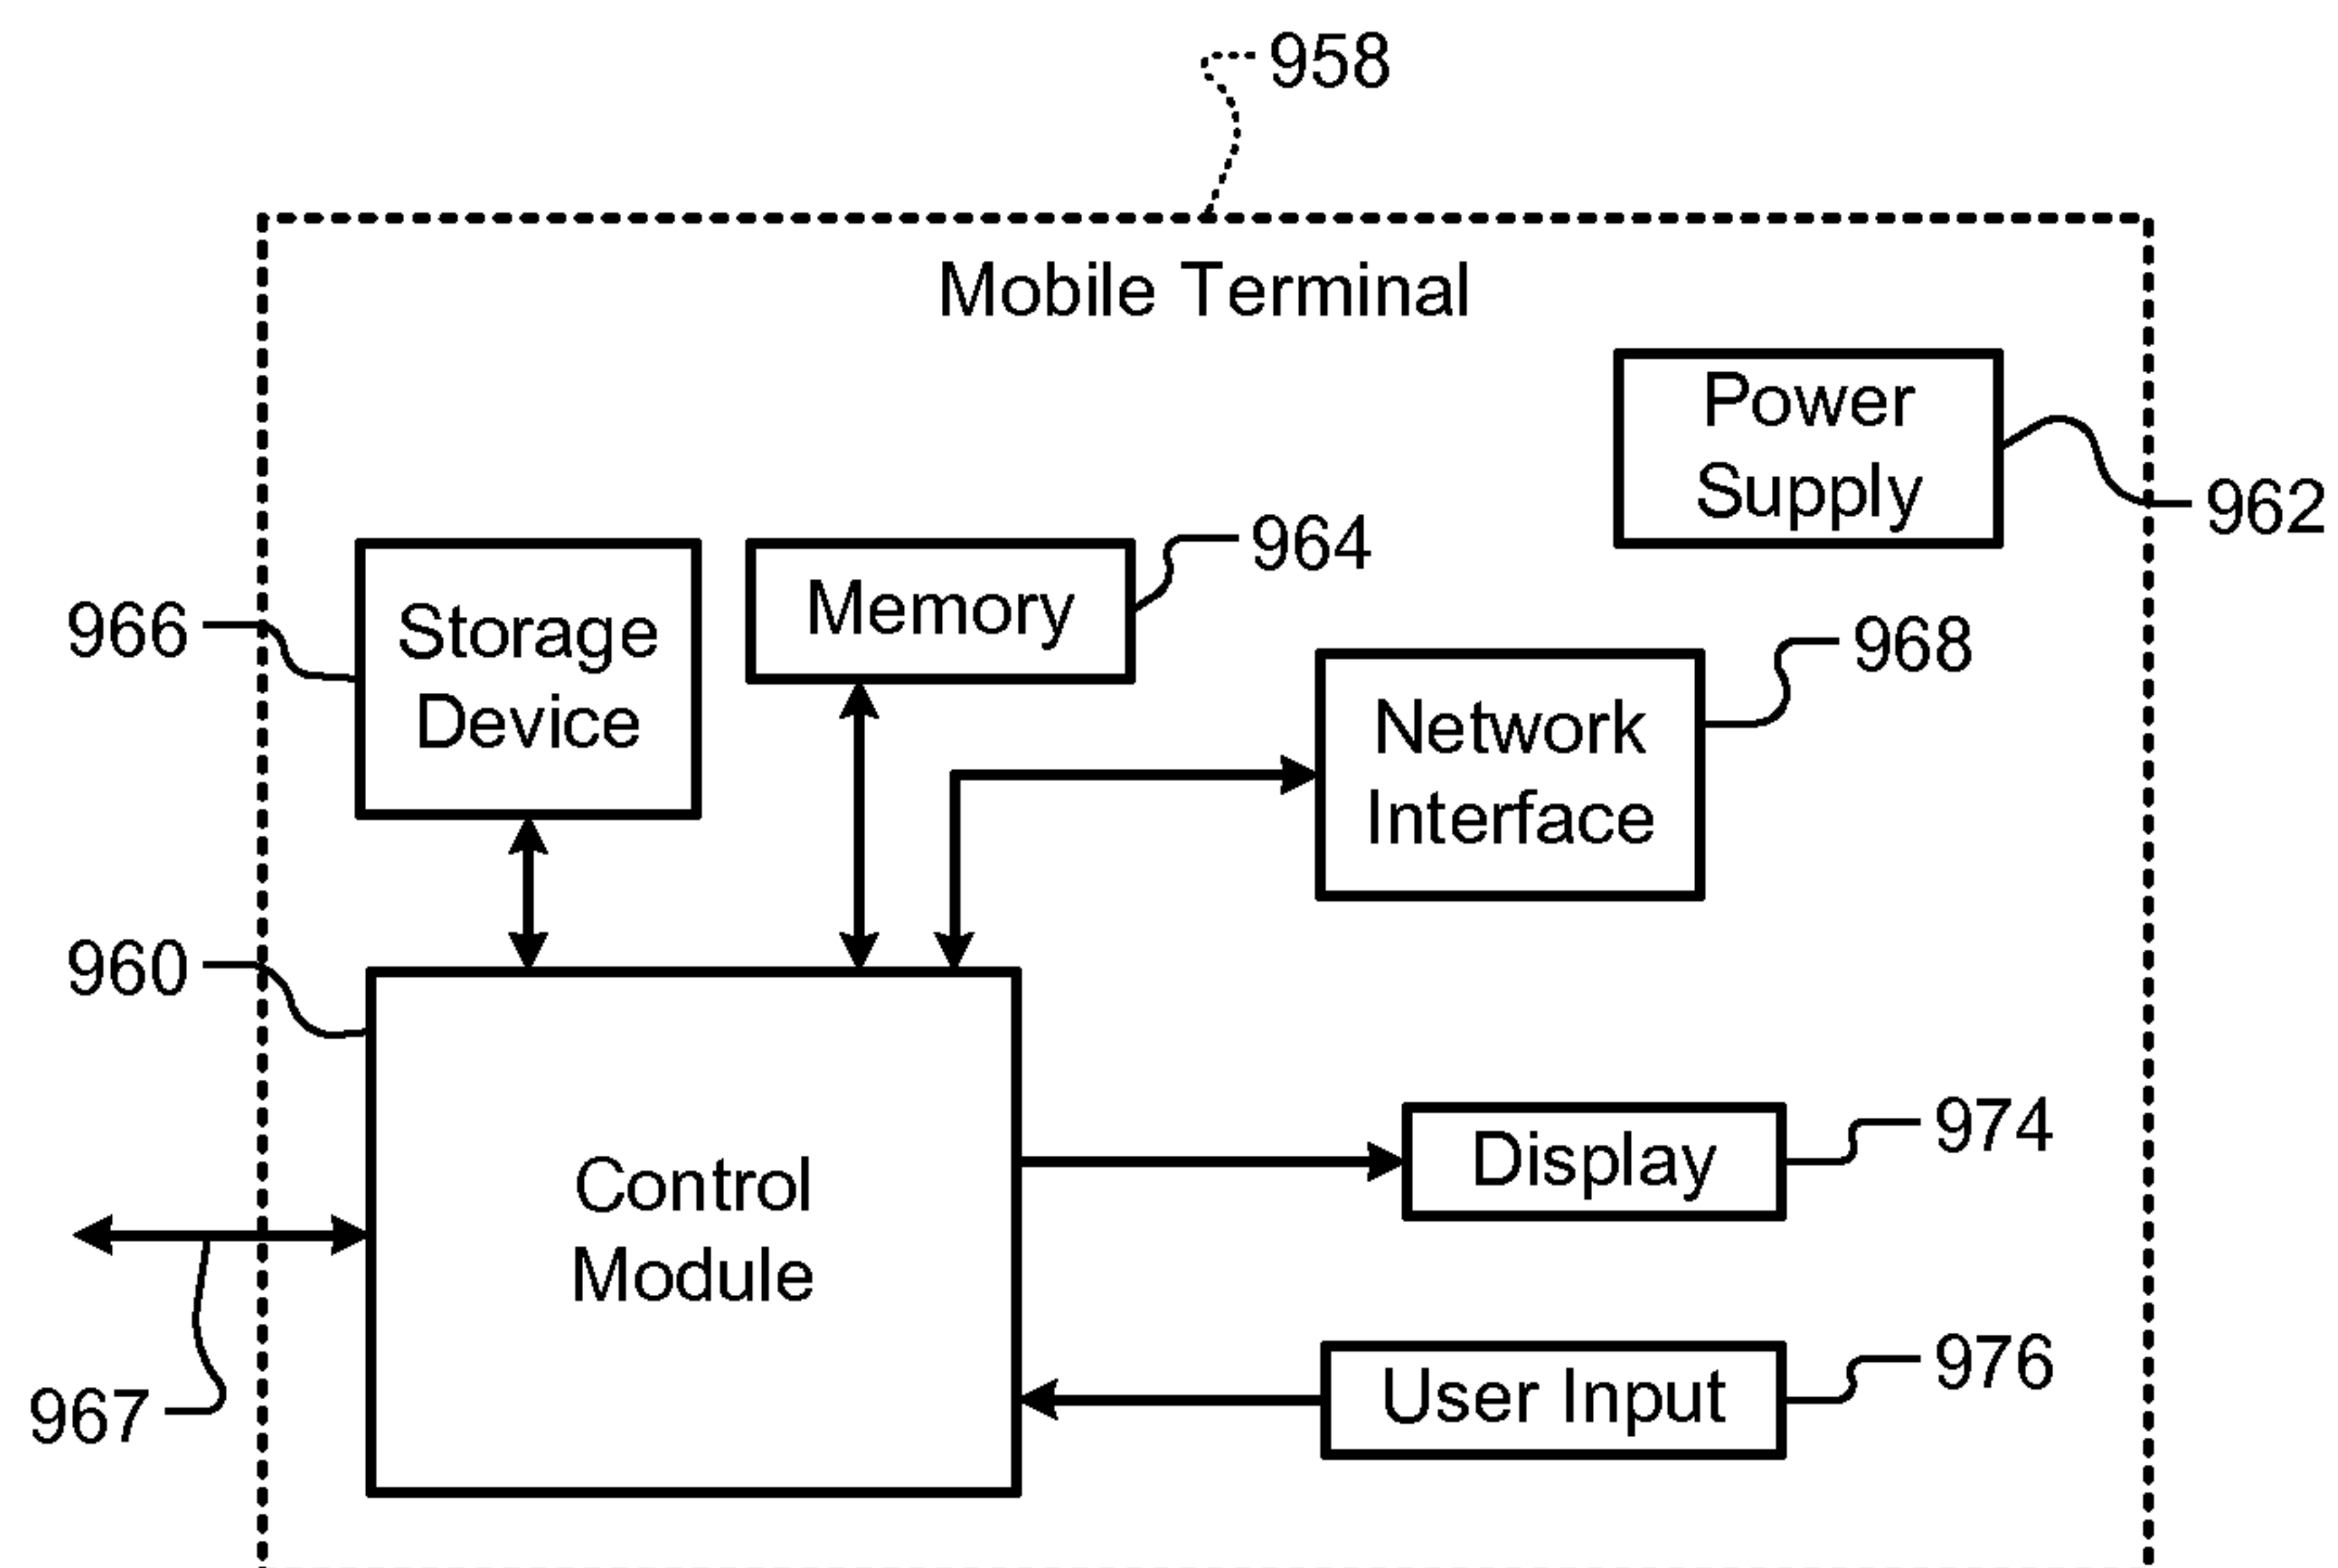 958
Mobile Terminal
Power
Supply
962
964
Memory
966
Storage
Device
968
Network
Interface
960
Control
Module
974
Display
967
976
User Input